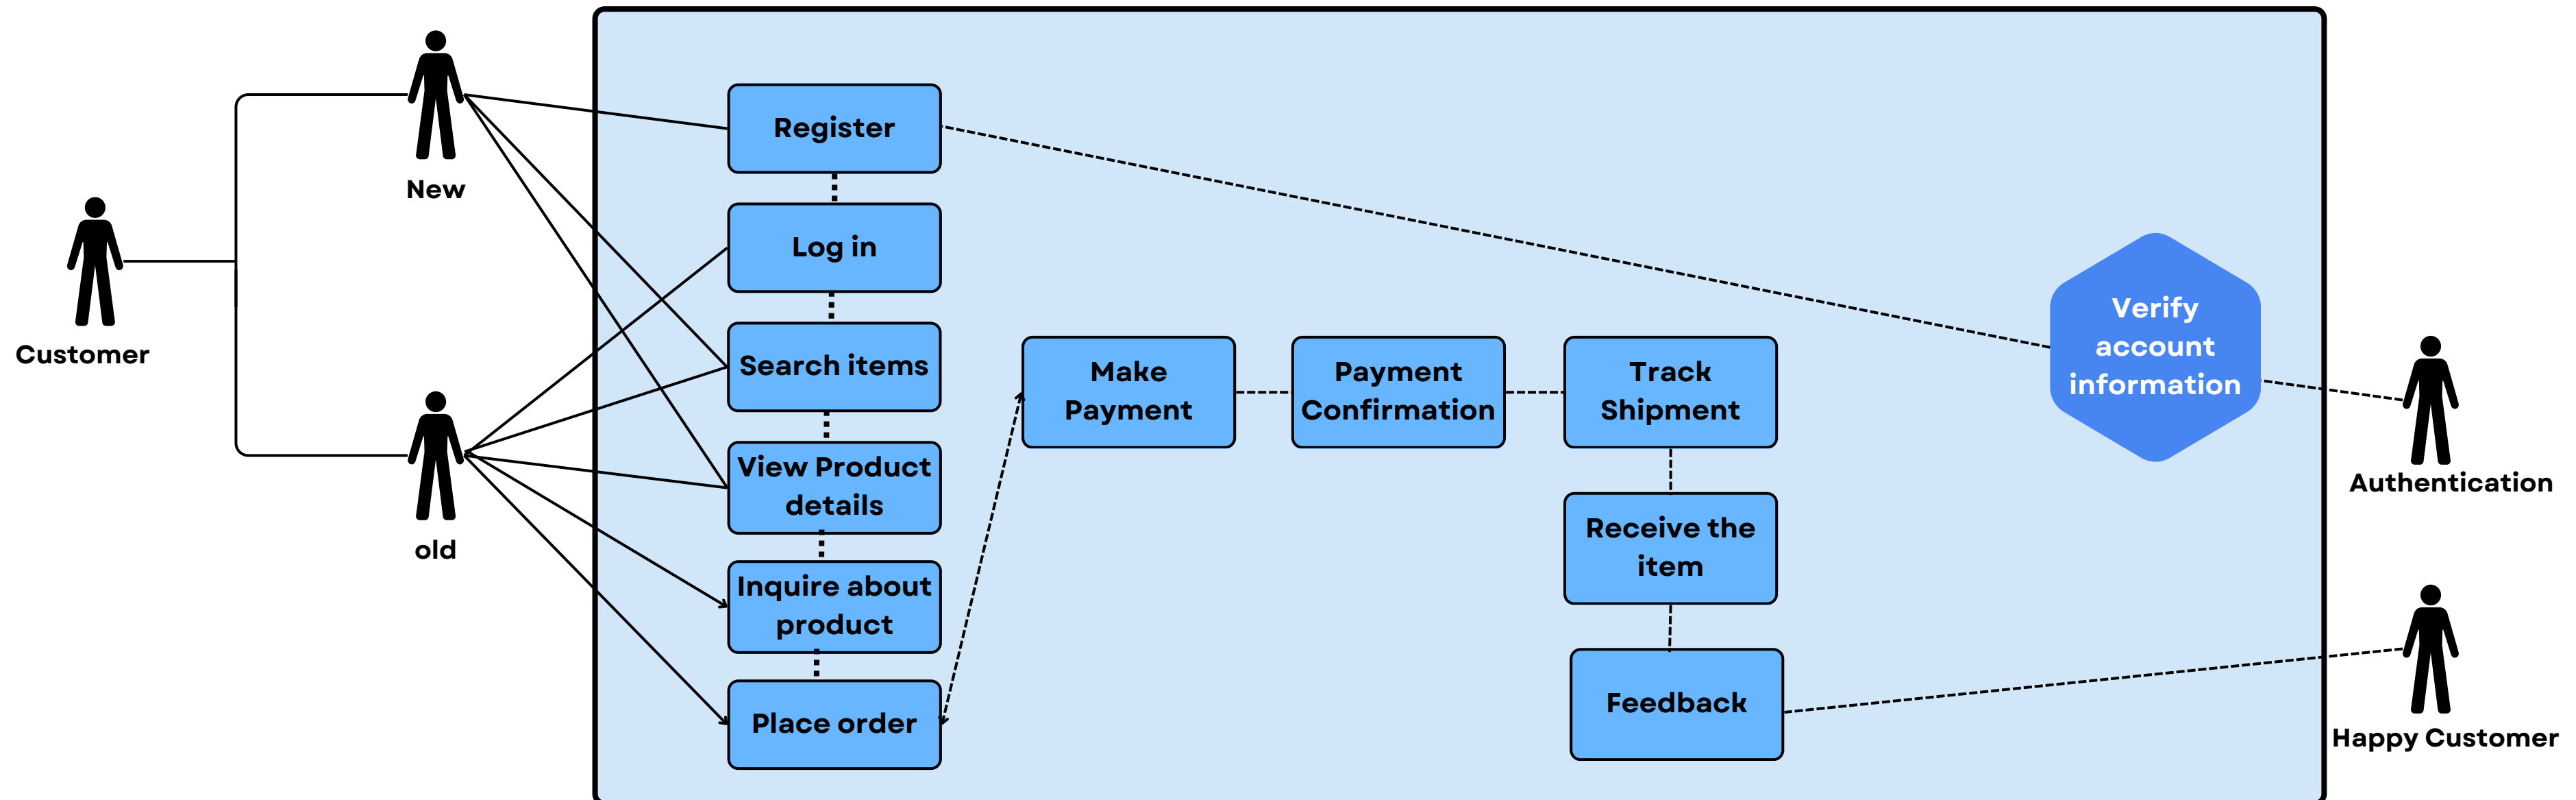 New
Customer
old
Register
Log in
Search items
View Product
details
Inquire about
product
Place order
Make
Payment
Payment
Confirmation
Track
Shipment
Receive the
item
Feedback
Verify
account
information
Authentication
Happy Customer